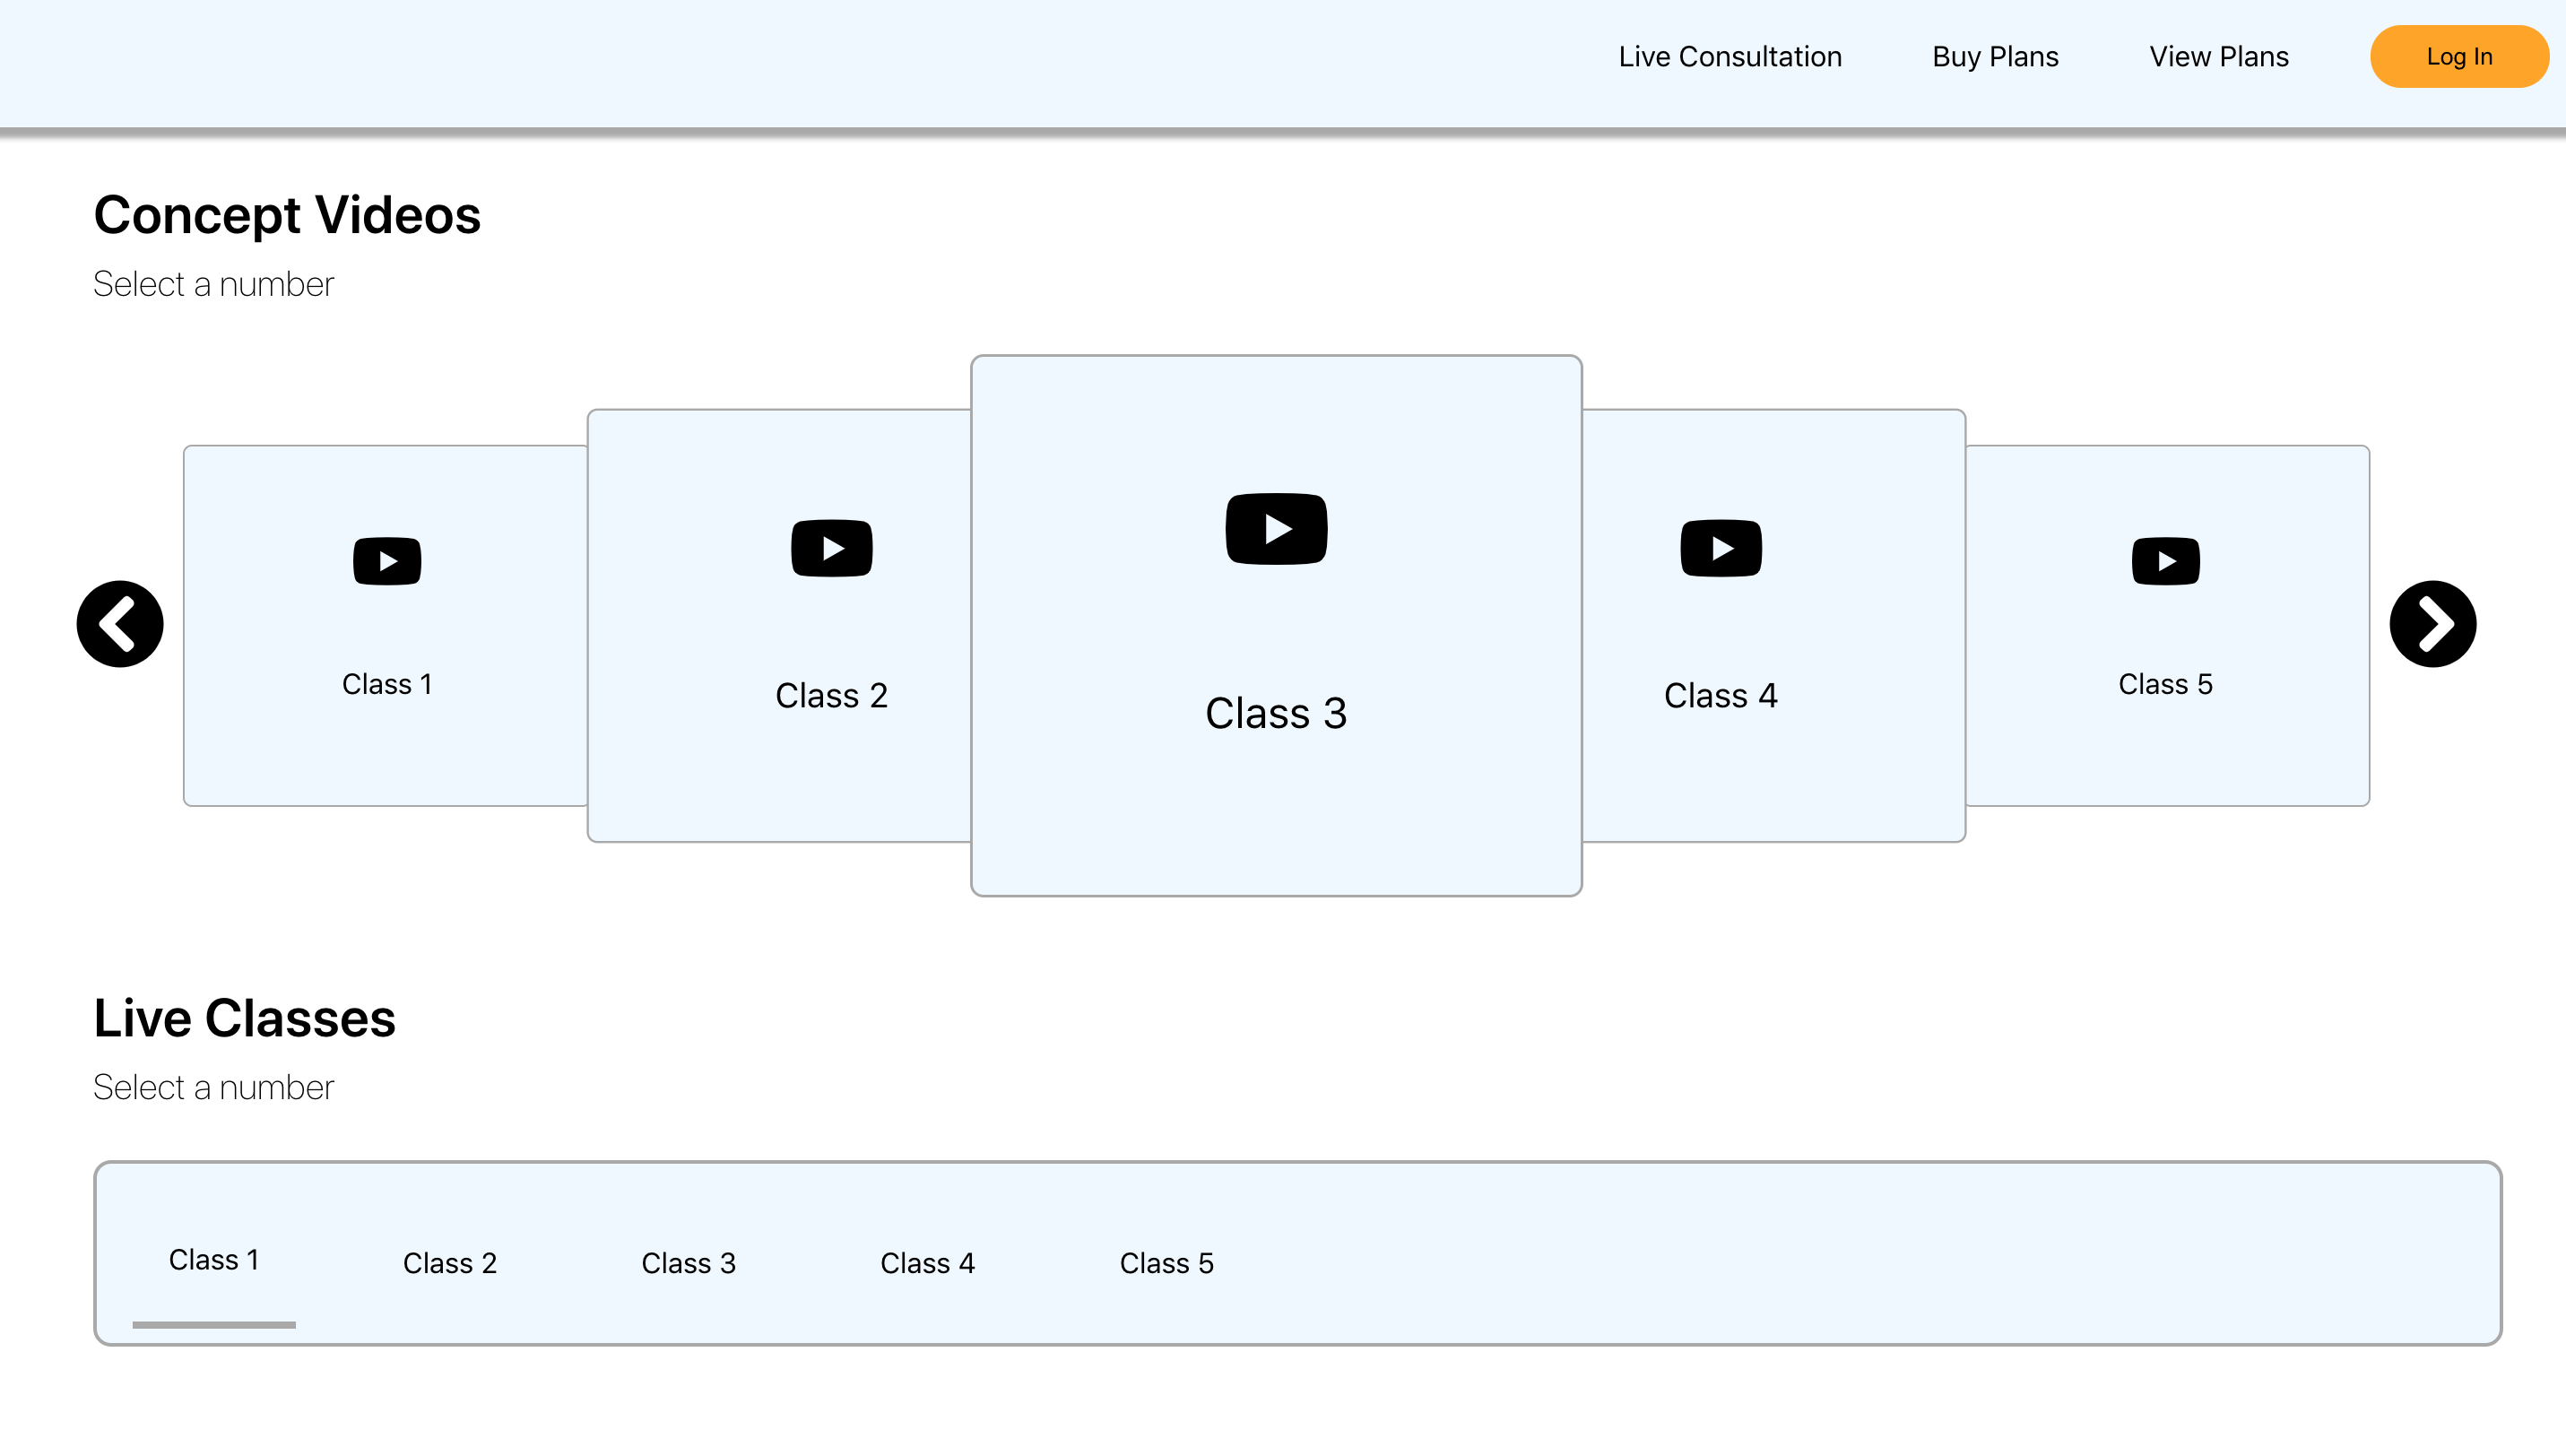 Live Consultation Buy Plans View Plans Log In
Concept Videos
Select a number
Class 1
Class 2
Class 3
Class 4
Class 5
Live Classes
Select a number
Class 1 Class 2 Class 3 Class 4 Class 5